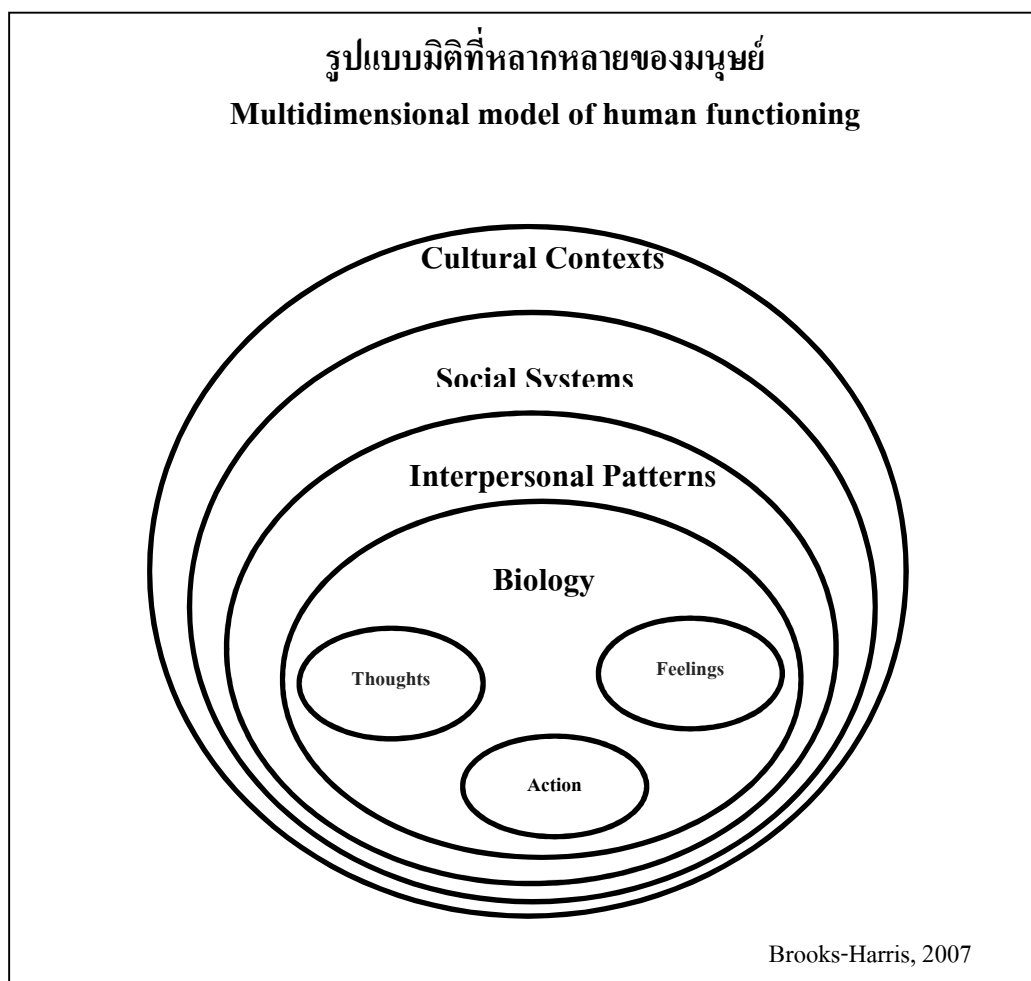 รูปแบบมิติที่หลากหลายของมนุษย์
Multidimensional model of human functioning
Cultural Contexts
Social Systems
Interpersonal Patterns
Biology
Thoughts
Feelings
Action
Brooks-Harris, 2007